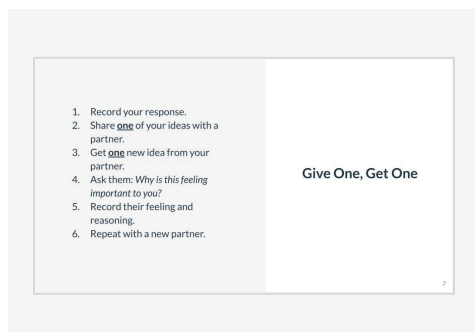 1. Record your response.
2. Share one of your ideas with a
partner.
3. Get one new idea from your
partner.
4. Ask them: Why is this feeling
important to you?
5. Record their feeling and
reasoning.
6. Repeat with a new partner.
Give One, Get One
7